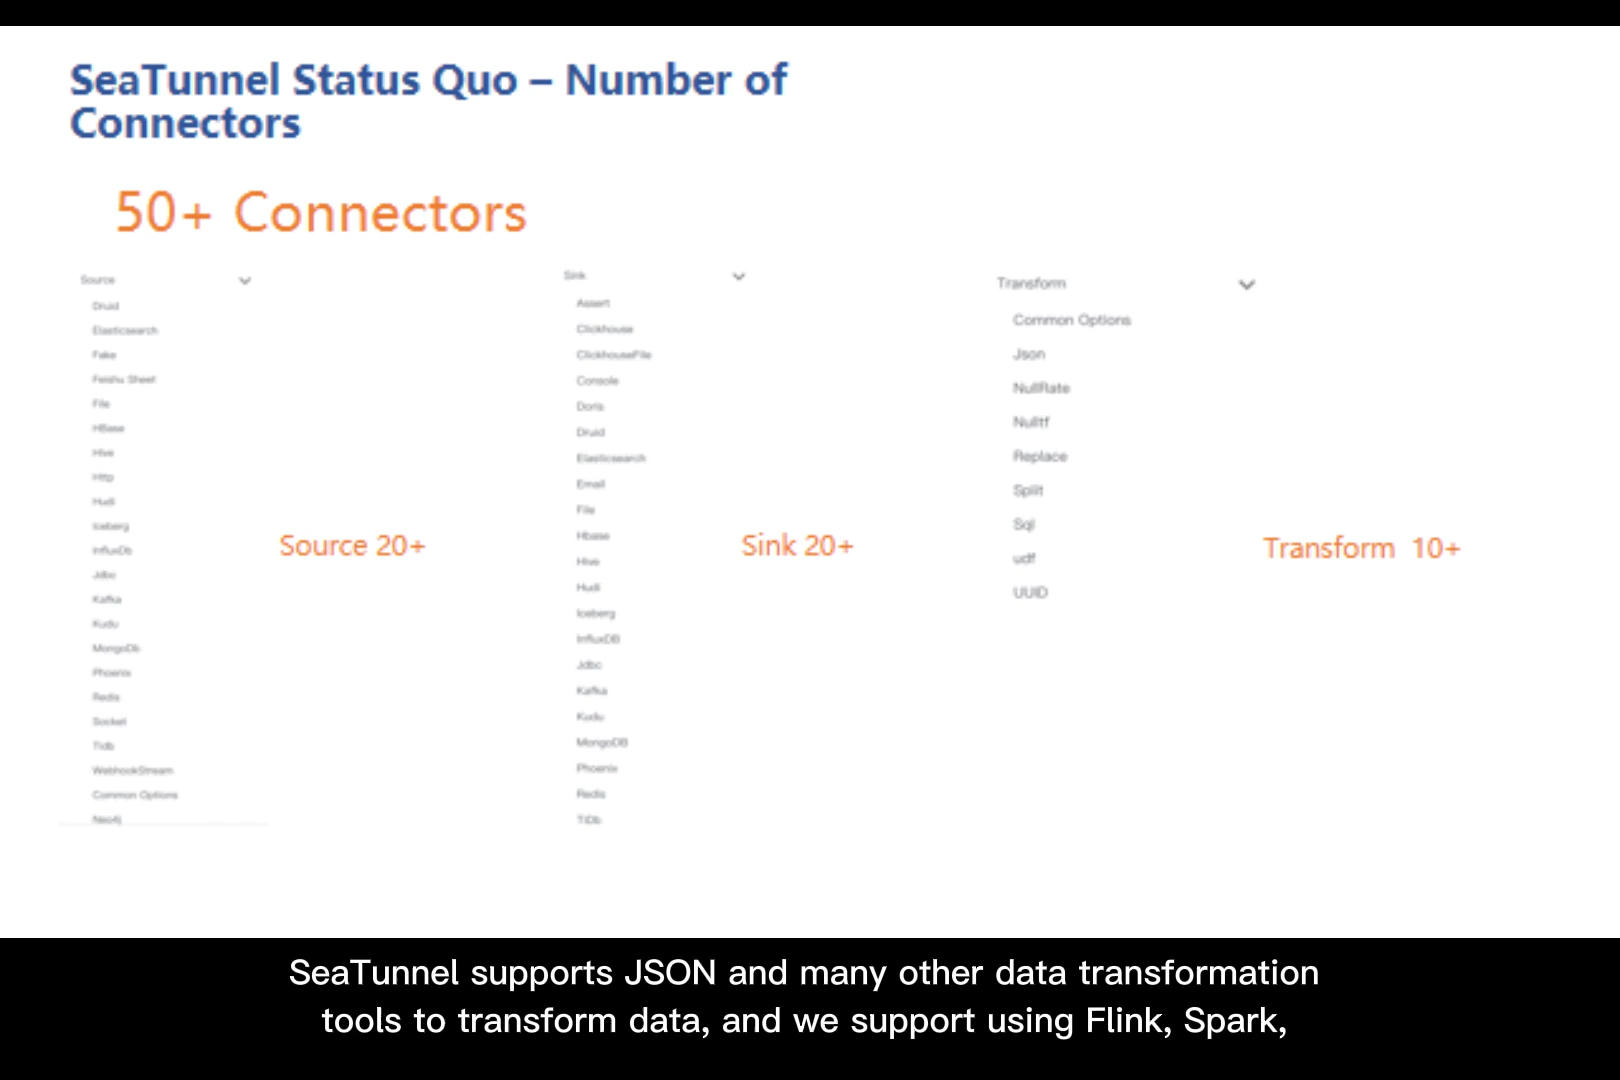 SeaTunnel Status Quo – Number of
Connectors
50+ Connectors
Source
Druid
Elasticsearch
Fake
Feishu Sheet
File
HBase
Hive
Http
Hudi
Iceberg
InfluxDb
Jdbc
Kafka
Kudu
MongoDb
Phoenix
Redis
Socket
Tidb
WebhookStream
Common Options
Neo4j
Source 20+
Sink
Assert
Clickhouse
ClickhouseFile
Console
Doris
Druid
Elasticsearch
Email
File
Hbase
Hive
Hudi
Iceberg
InfluxDB
Jdbc
Kafka
Kudu
MongoDB
Phoenix
Redis
TiDb
Sink 20+
Transform
Common Options
Json
NullRate
Nulltf
Replace
Split
Sql
udf
UUID
Transform 10+
SeaTunnel supports JSON and many other data transformation
tools to transform data, and we support using Flink, Spark,